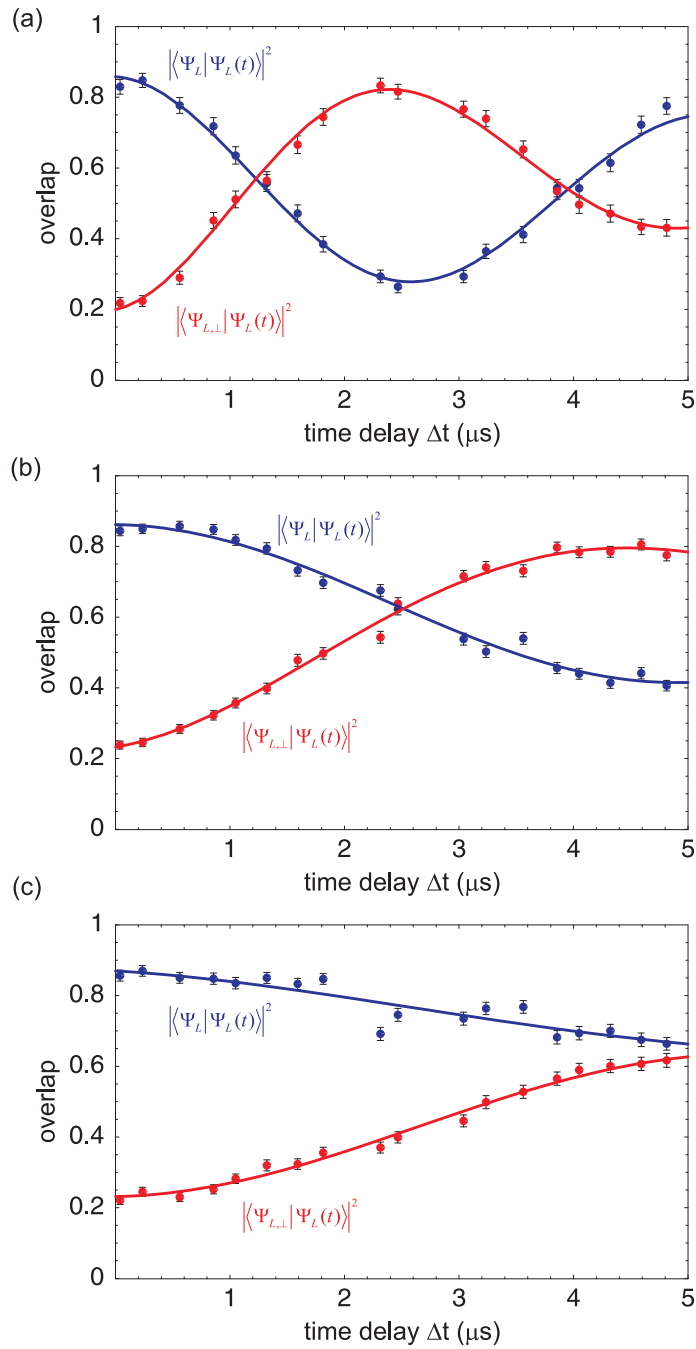 (a)
|⟨Ψ_L|Ψ_L(t)⟩|²
|⟨Ψ_{L,⊥}|Ψ_L(t)⟩|²
overlap
1
0.8
0.6
0.4
0.2
0
1 2 3 4 5
time delay Δt (μs)
(b)
|⟨Ψ_L|Ψ_L(t)⟩|²
|⟨Ψ_{L,⊥}|Ψ_L(t)⟩|²
overlap
1
0.8
0.6
0.4
0.2
0
1 2 3 4 5
time delay Δt (μs)
(c)
|⟨Ψ_L|Ψ_L(t)⟩|²
|⟨Ψ_{L,⊥}|Ψ_L(t)⟩|²
overlap
1
0.8
0.6
0.4
0.2
0
1 2 3 4 5
time delay Δt (μs)